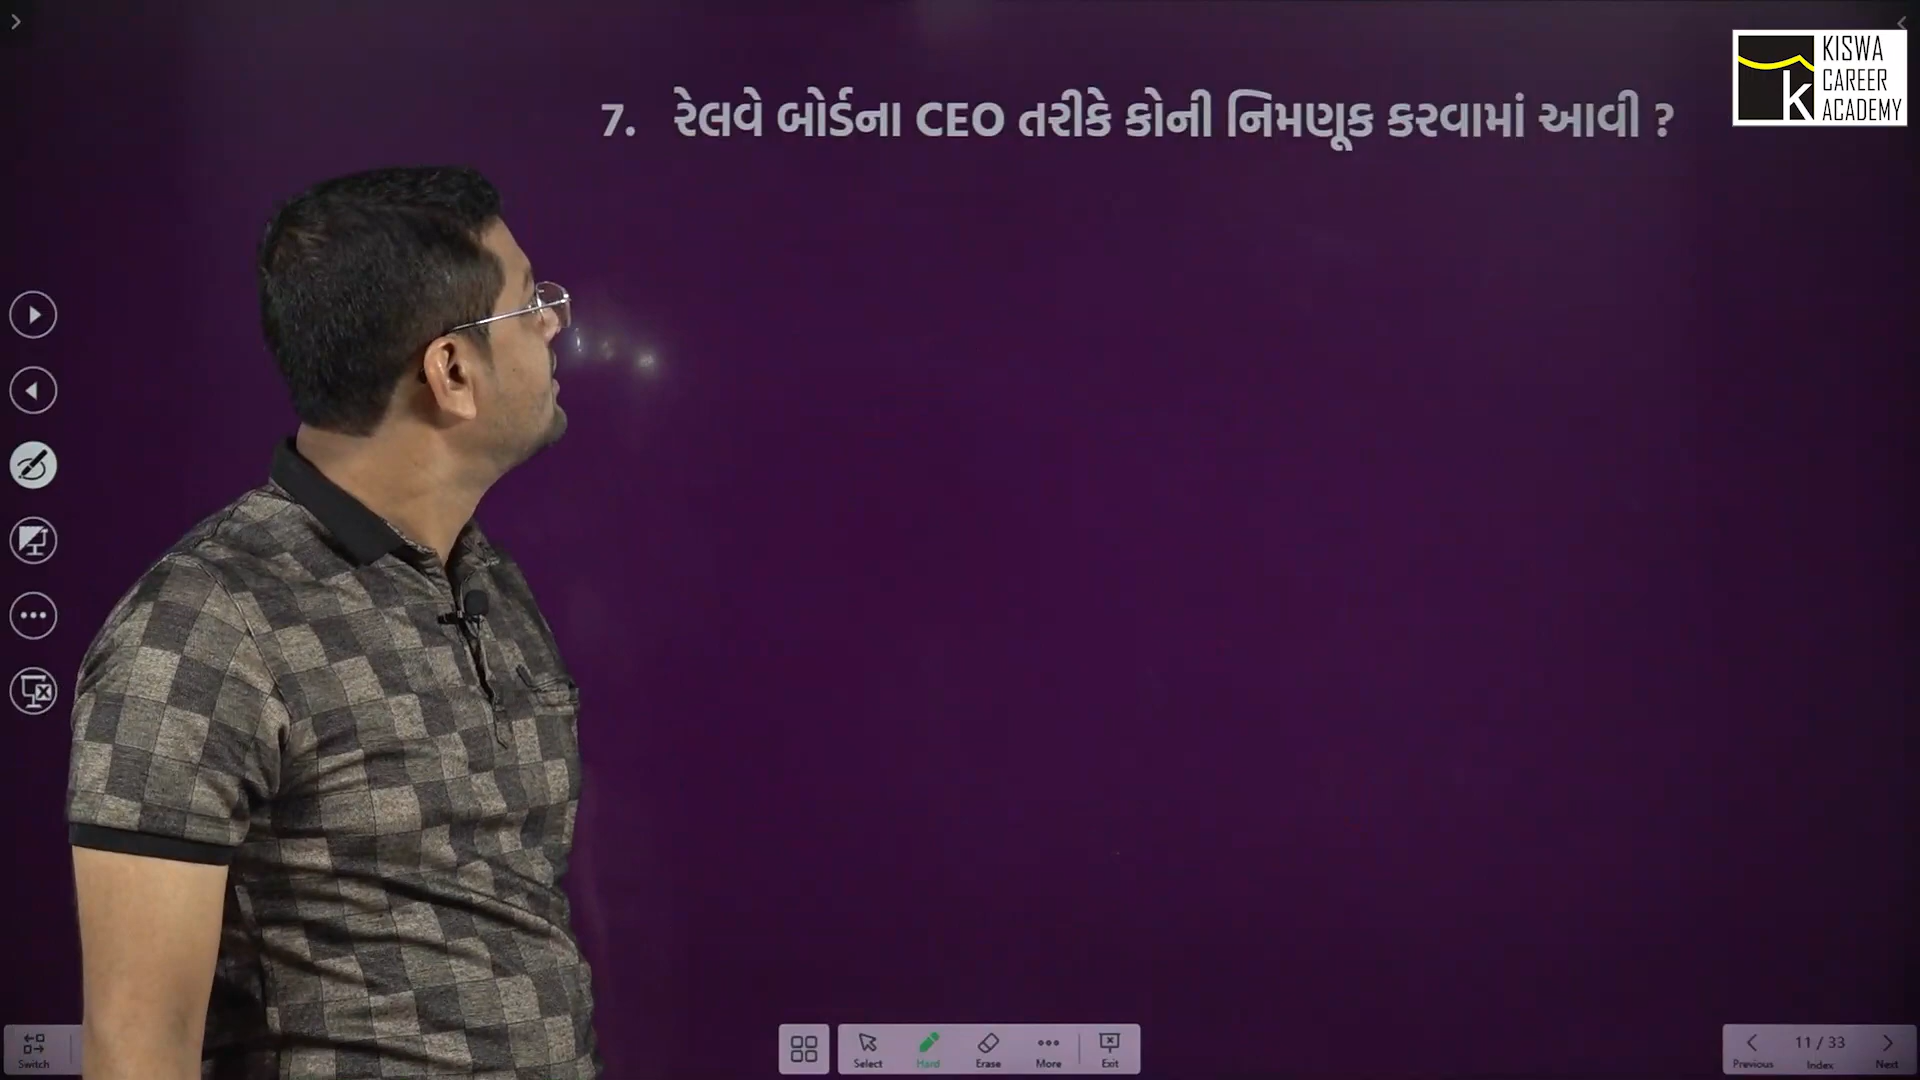 KISWA
CAREER
ACADEMY
k
7. રેલવે બોર્ડના CEO તરીકે કોની નિમણૂક કરવામાં આવી ?
Switch
Select
Hard
Erase
More
Exit
Previous
11 / 33
Index
Next